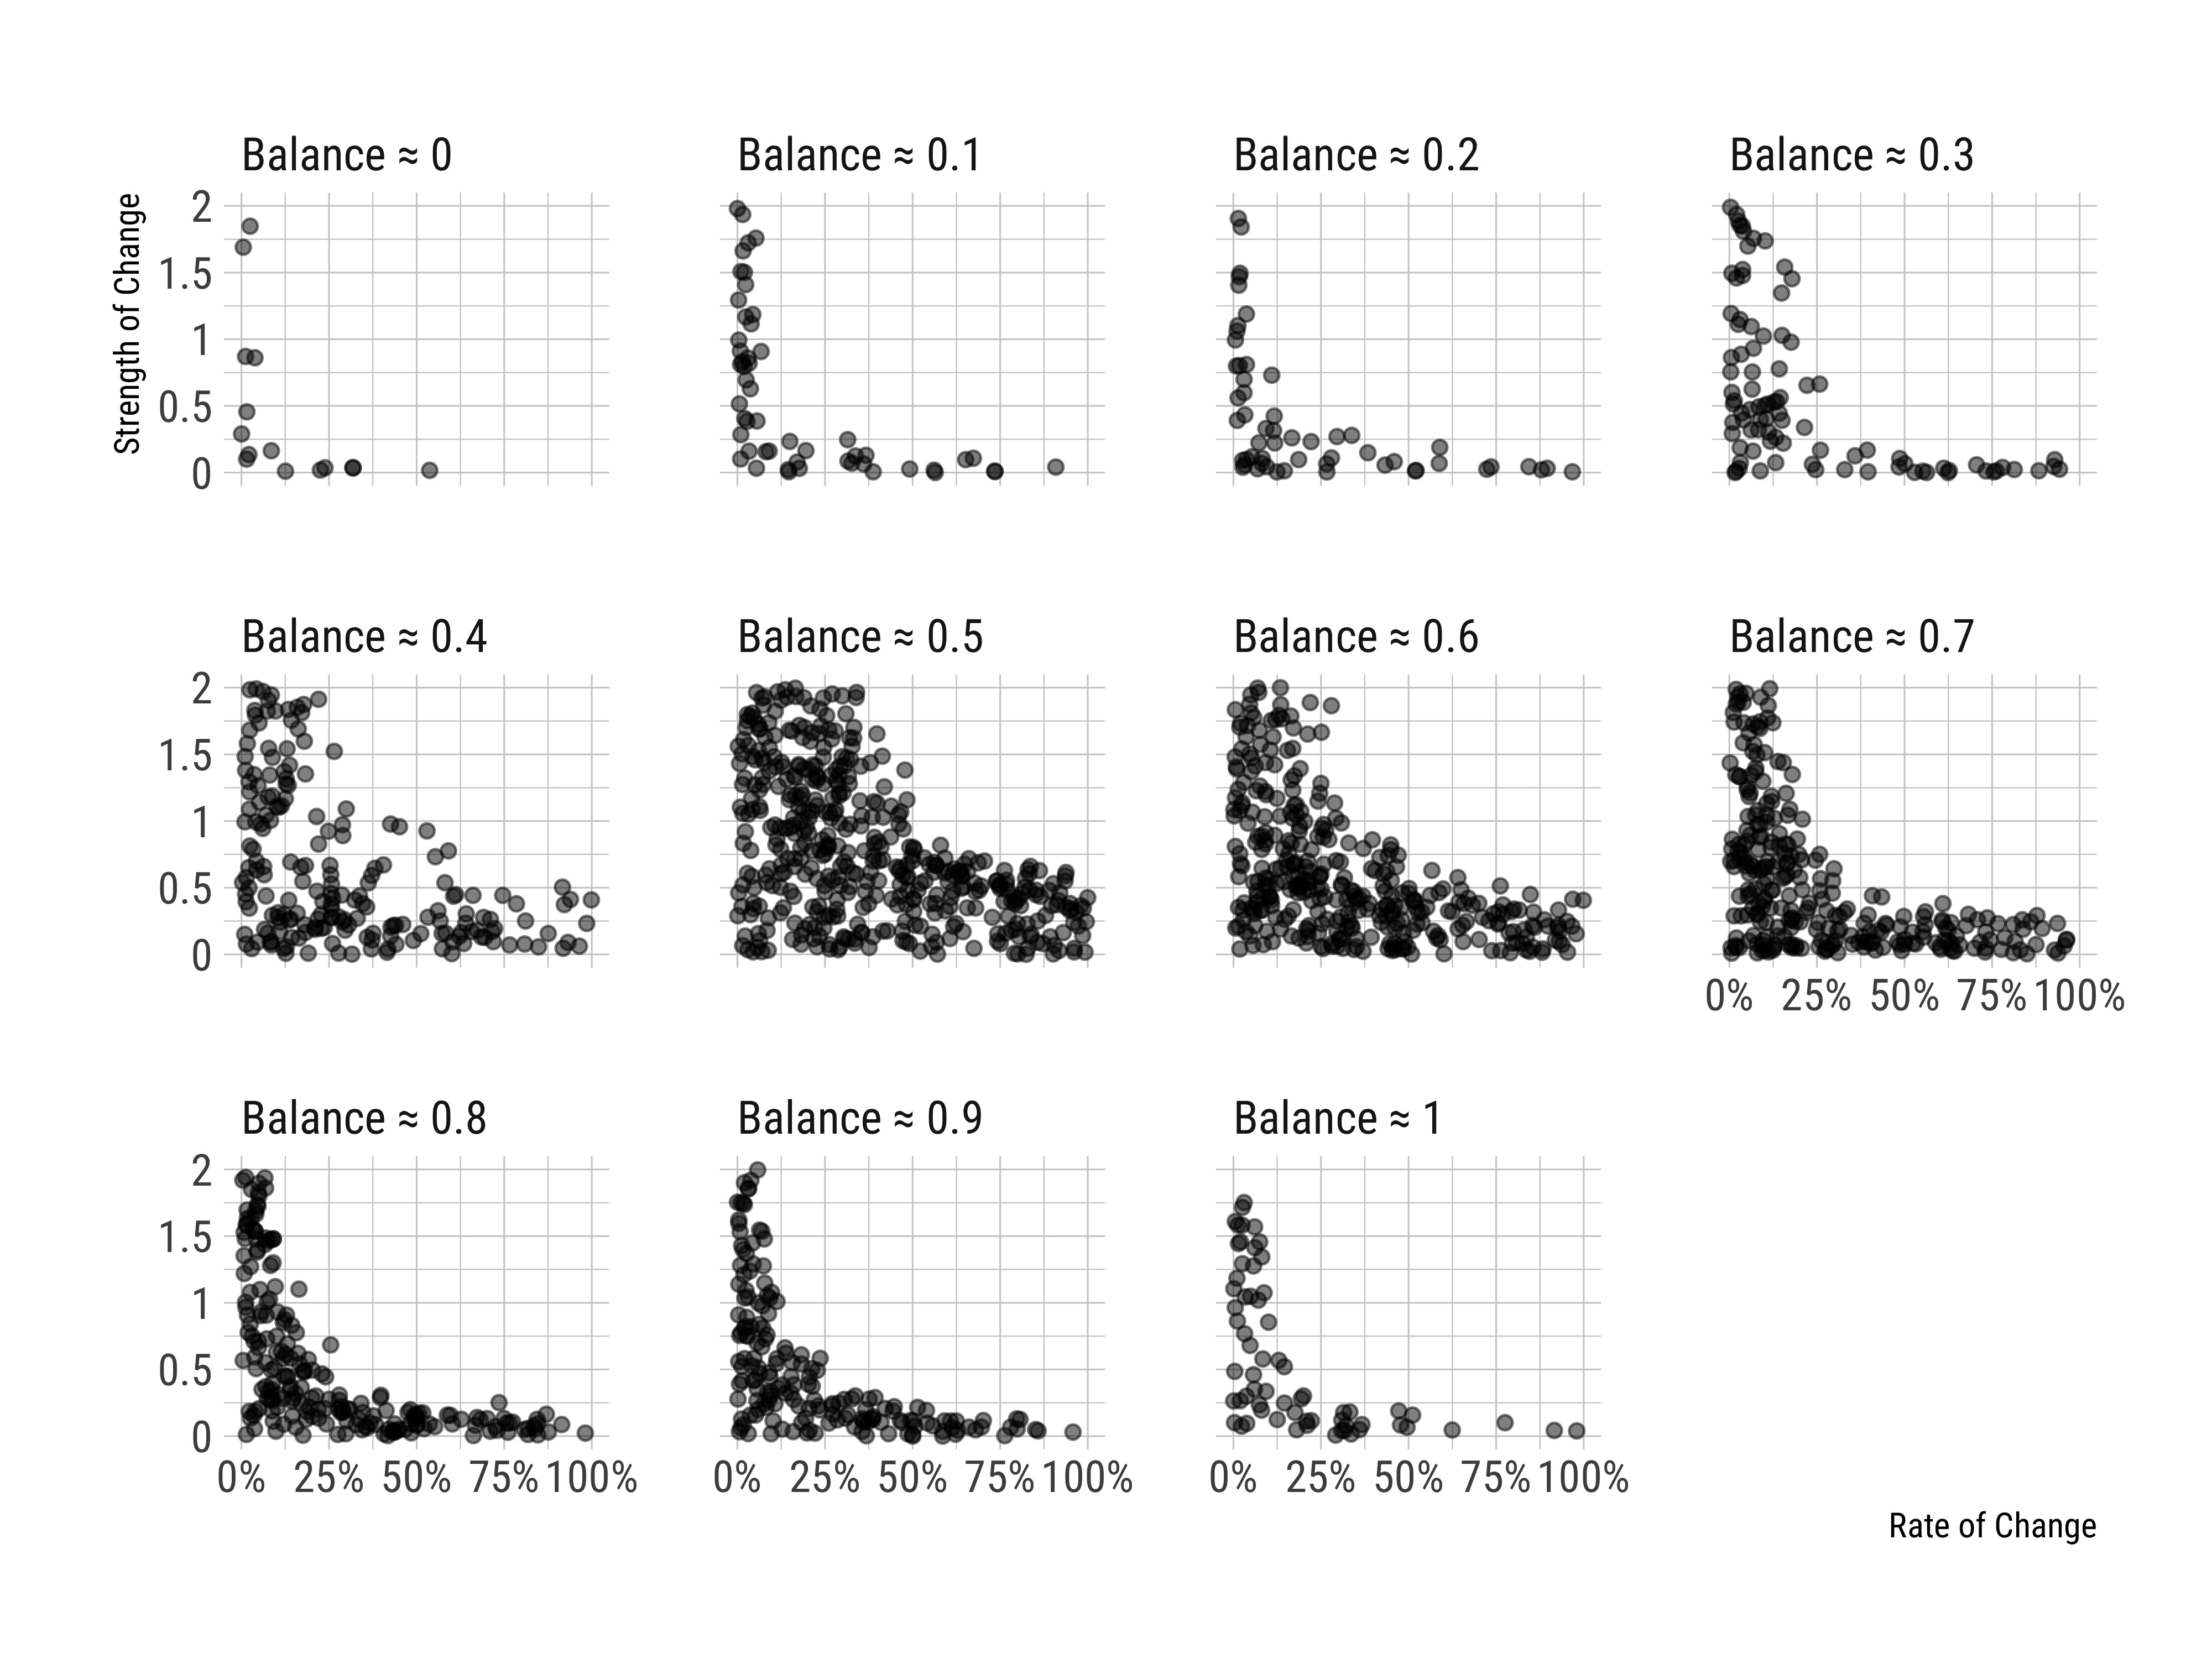 Balance ≈ 0
Balance ≈ 0.1
Balance ≈ 0.2
Balance ≈ 0.3
Strength of Change
2
1.5
1
0.5
0
Balance ≈ 0.4
Balance ≈ 0.5
Balance ≈ 0.6
Balance ≈ 0.7
2
1.5
1
0.5
0
0% 25% 50% 75% 100%
Balance ≈ 0.8
Balance ≈ 0.9
Balance ≈ 1
2
1.5
1
0.5
0
0% 25% 50% 75% 100%
0% 25% 50% 75% 100%
0% 25% 50% 75% 100%
Rate of Change